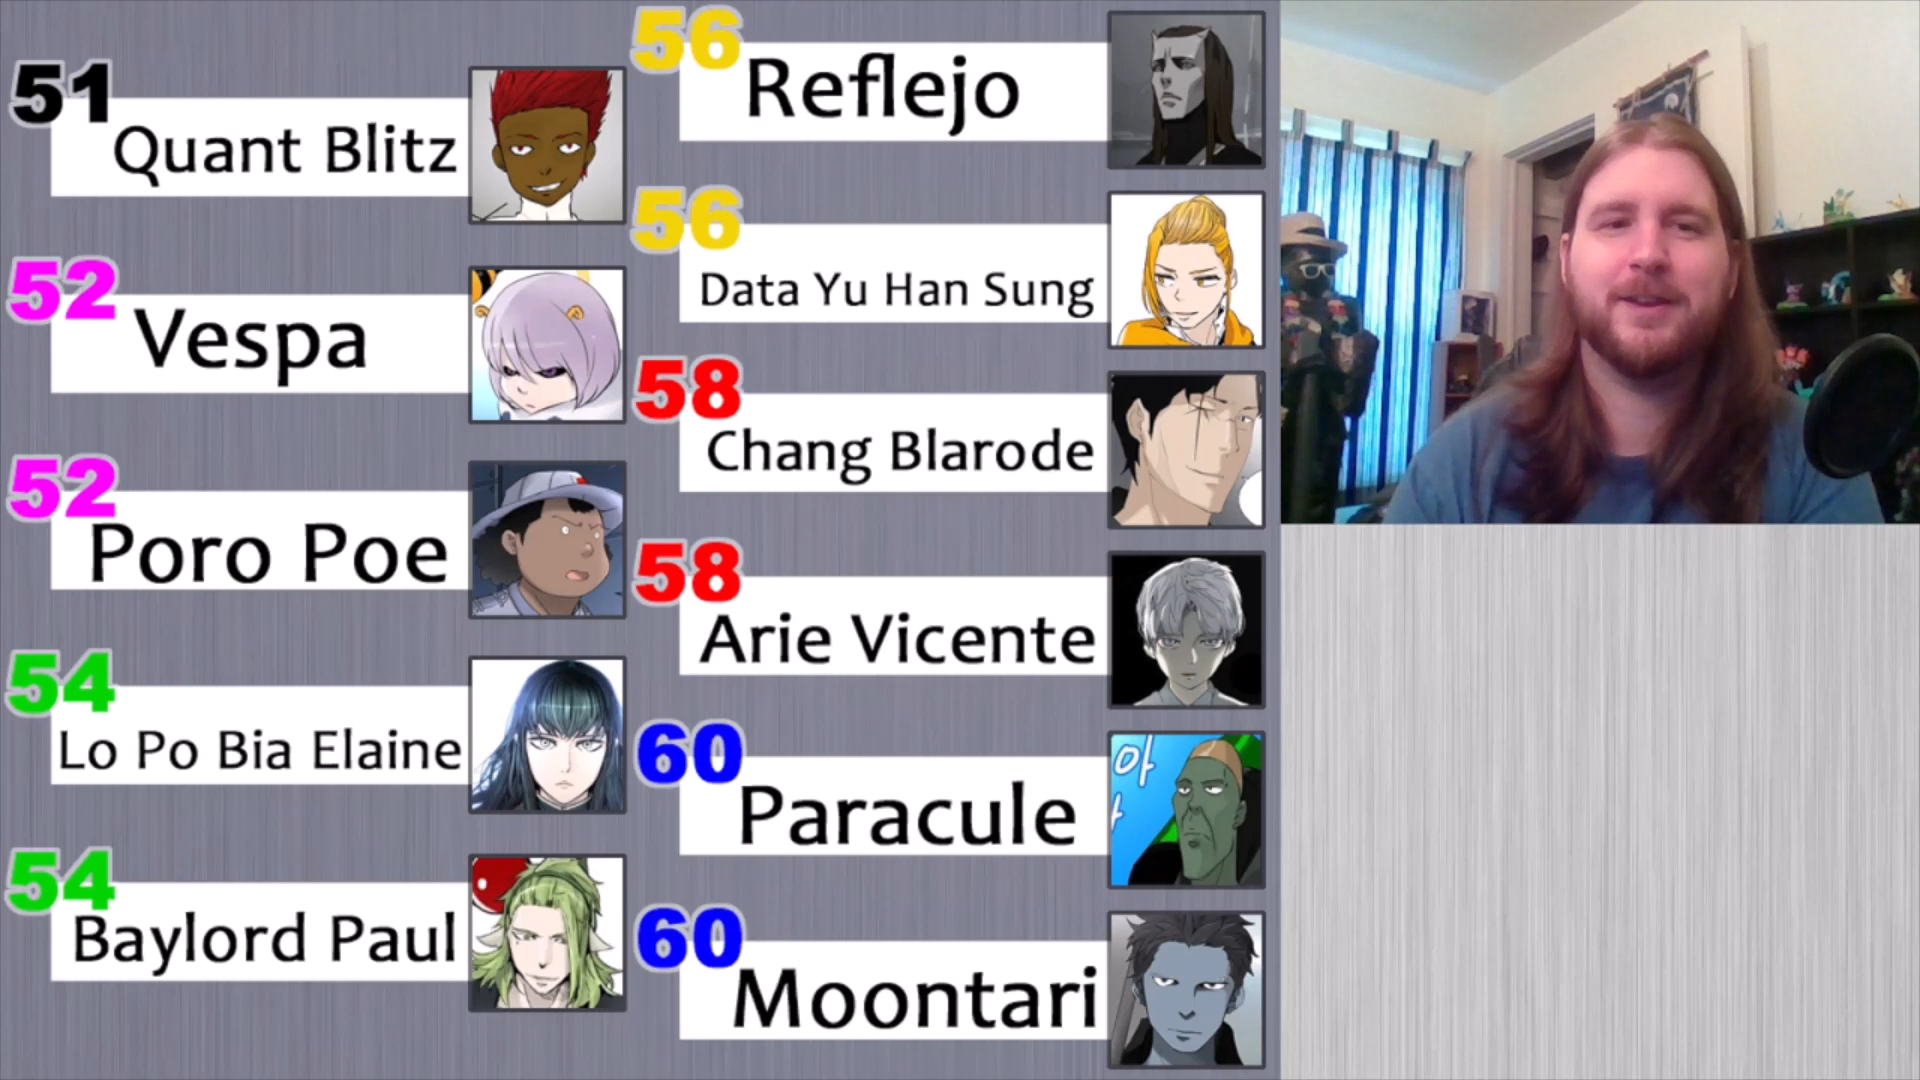 51
Quant Blitz
52
Vespa
52
Poro Poe
54
Lo Po Bia Elaine
54
Baylord Paul
56
Reflejo
56
Data Yu Han Sung
58
Chang Blarode
58
Arie Vicente
60
Paracule
아
60
Moontari